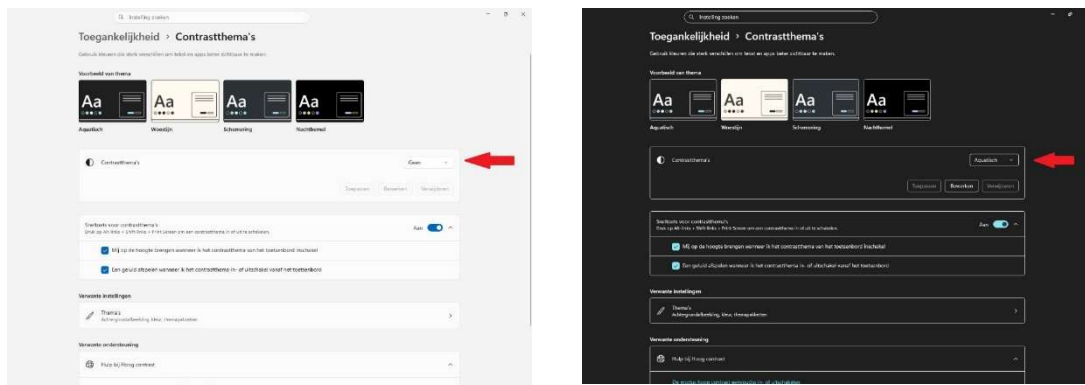 Instelling zoeken
Toegankelijkheid > Contrastthema's
Gebruik kleuren die sterk verschillen om tekst en apps beter zichtbaar te maken.
Voorbeeld van thema
Aa Aa Aa Aa
Aquatisch Woestijn Schemering Nachthemel
Contrastthema's Geen
Toepassen Bewerken Verwijderen
Sneltoets voor contrastthema's Aan
Druk op Alt-links + Shift-links + Print Screen om een contrastthema in of uit te schakelen.
Mij op de hoogte brengen wanneer ik het contrastthema van het toetsenbord inschakel
Een geluid afspelen wanneer ik het contrastthema in- of uitschakel vanaf het toetsenbord
Verwante instellingen
Thema's
Achtergrondafbeelding, kleur, themapakketten
Verwante ondersteuning
Hulp bij Hoog contrast
Instelling zoeken
Toegankelijkheid > Contrastthema's
Gebruik kleuren die sterk verschillen om tekst en apps beter zichtbaar te maken.
Voorbeeld van thema
Aa Aa Aa Aa
Aquatisch Woestijn Schemering Nachthemel
Contrastthema's Aquatisch
Toepassen Bewerken Verwijderen
Sneltoets voor contrastthema's Aan
Druk op Alt-links + Shift-links + Print Screen om een contrastthema in of uit te schakelen.
Mij op de hoogte brengen wanneer ik het contrastthema van het toetsenbord inschakel
Een geluid afspelen wanneer ik het contrastthema in- of uitschakel vanaf het toetsenbord
Verwante instellingen
Thema's
Achtergrondafbeelding, kleur, themapakketten
Verwante ondersteuning
Hulp bij Hoog contrast